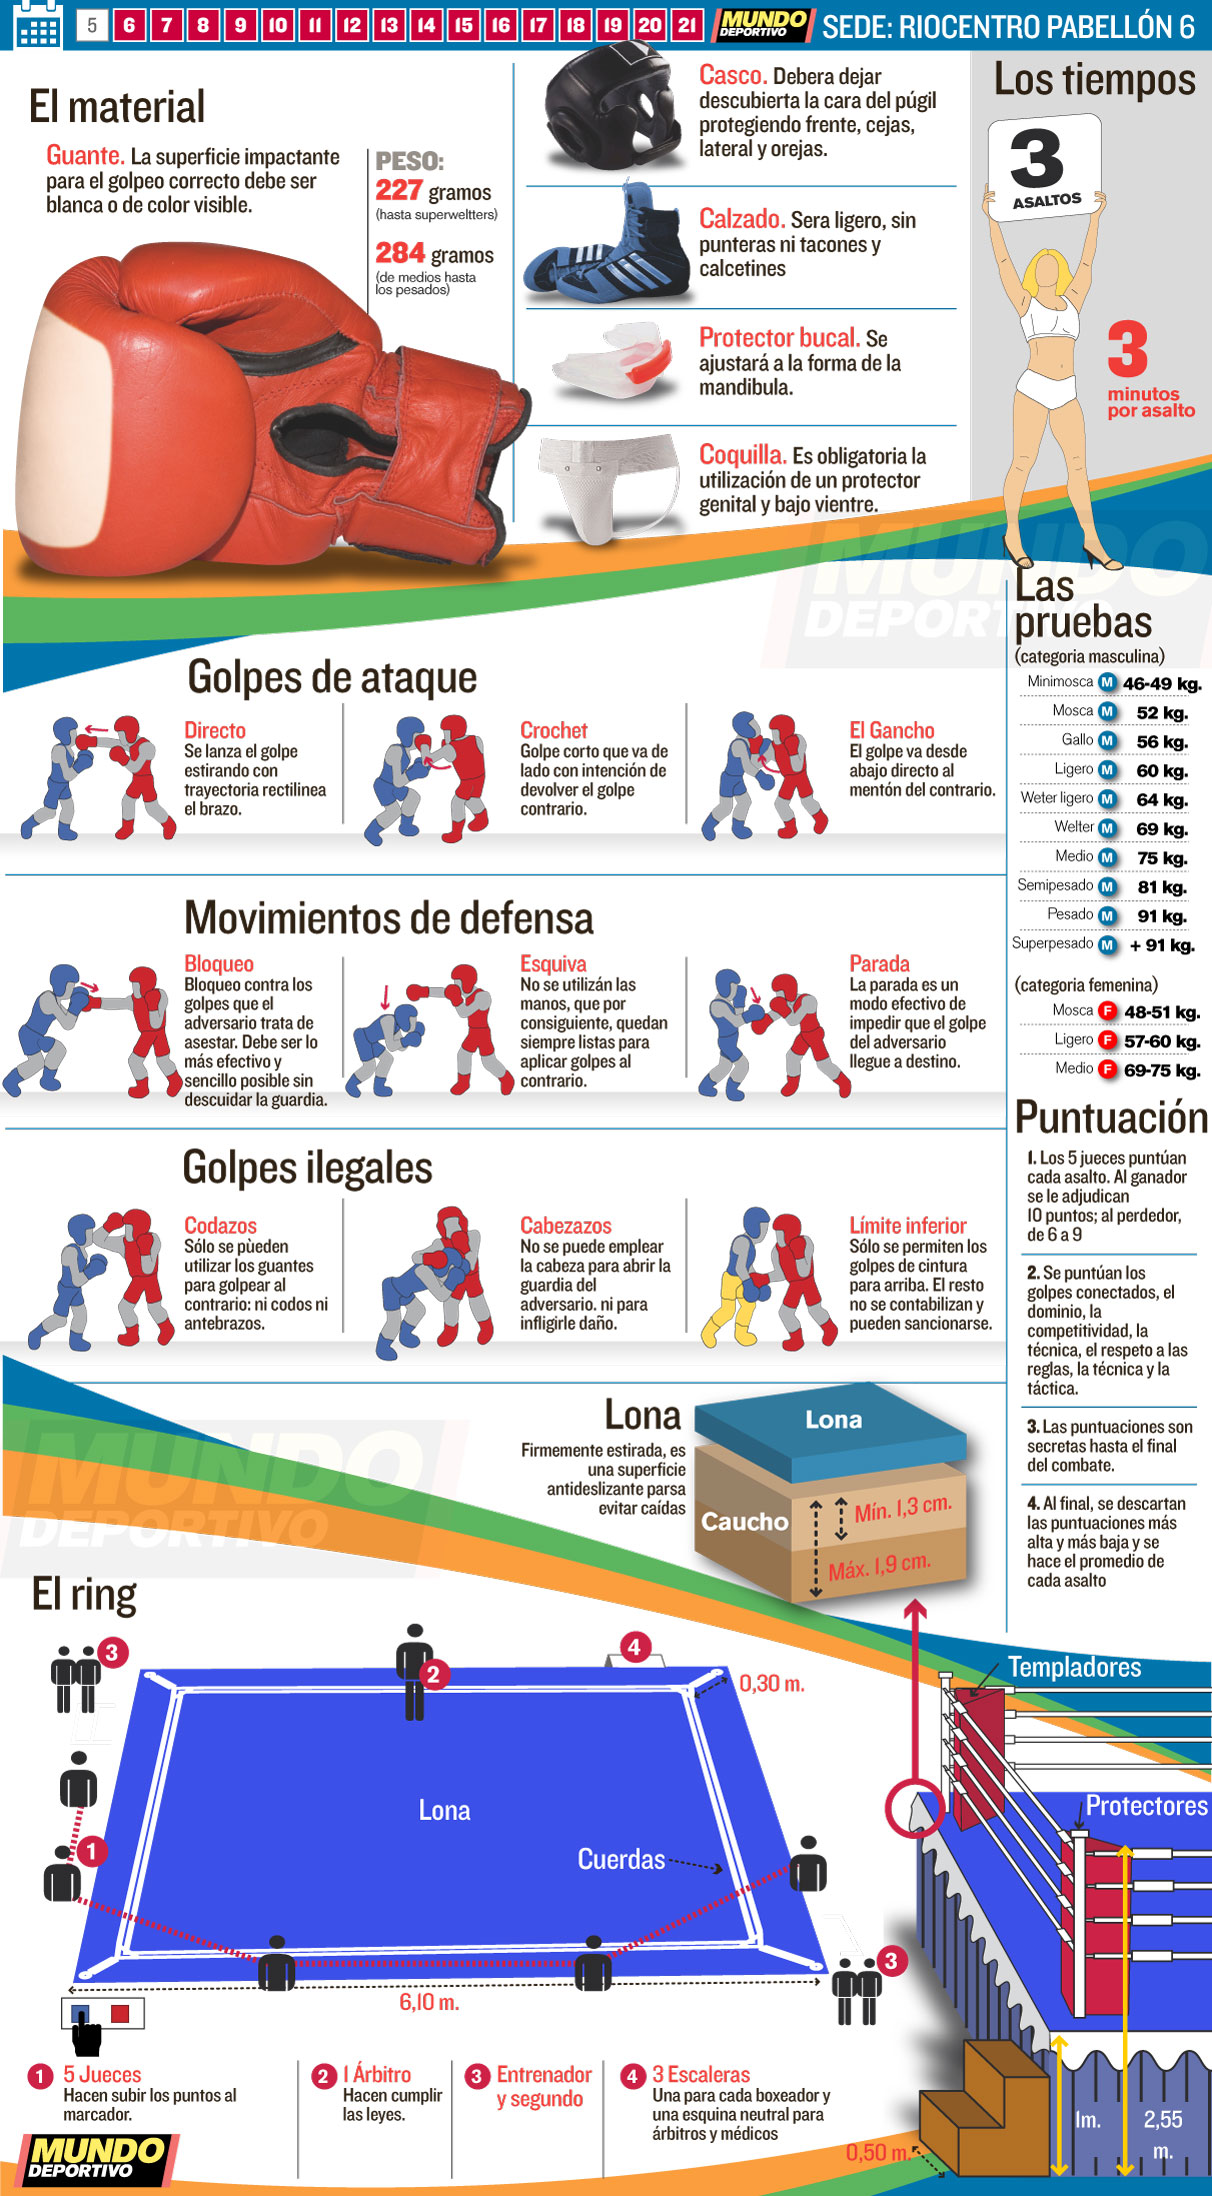 5 6 7 8 9 10 11 12 13 14 15 16 17 18 19 20 21
MUNDO
DEPORTIVO
SEDE: RIOCENTRO PABELLÓN 6
El material
Guante. La superficie impactante
para el golpeo correcto debe ser
blanca o de color visible.
PESO:
227 gramos
(hasta superweltters)
284 gramos
(de medios hasta
los pesados)
Casco. Debera dejar
descubierta la cara del púgil
protegiendo frente, cejas,
lateral y orejas.
Calzado. Sera ligero, sin
punteras ni tacones y
calcetines
Protector bucal. Se
ajustará a la forma de la
mandibula.
Coquilla. Es obligatoria la
utilización de un protector
genital y bajo vientre.
Los tiempos
3
ASALTOS
3
minutos
por asalto
MUNDO
DEPORTIVO
Las
pruebas
(categoria masculina)
Minimosca M 46-49 kg.
Mosca M 52 kg.
Gallo M 56 kg.
Ligero M 60 kg.
Weter ligero M 64 kg.
Welter M 69 kg.
Medio M 75 kg.
Semipesado M 81 kg.
Pesado M 91 kg.
Superpesado M + 91 kg.
(categoria femenina)
Mosca F 48-51 kg.
Ligero F 57-60 kg.
Medio F 69-75 kg.
Puntuación
1. Los 5 jueces puntúan
cada asalto. Al ganador
se le adjudican
10 puntos; al perdedor,
de 6 a 9
2. Se puntúan los
golpes conectados, el
dominio, la
competitividad, la
técnica, el respeto a las
reglas, la técnica y la
táctica.
3. Las puntuaciones son
secretas hasta el final
del combate.
4. Al final, se descartan
las puntuaciones más
alta y más baja y se
hace el promedio de
cada asalto
Golpes de ataque
Directo
Se lanza el golpe
estirando con
trayectoria rectilinea
el brazo.
Crochet
Golpe corto que va de
lado con intención de
devolver el golpe
contrario.
El Gancho
El golpe va desde
abajo directo al
mentón del contrario.
Movimientos de defensa
Bloqueo
Bloqueo contra los
golpes que el
adversario trata de
asestar. Debe ser lo
más efectivo y
sencillo posible sin
descuidar la guardia.
Esquiva
No se utilizán las
manos, que por
consiguiente, quedan
siempre listas para
aplicar golpes al
contrario.
Parada
La parada es un
modo efectivo de
impedir que el golpe
del adversario
llegue a destino.
Golpes ilegales
Codazos
Sólo se pùeden
utilizar los guantes
para golpear al
contrario: ni codos ni
antebrazos.
Cabezazos
No se puede emplear
la cabeza para abrir la
guardia del
adversario. ni para
infligirle daño.
Límite inferior
Sólo se permiten los
golpes de cintura
para arriba. El resto
no se contabilizan y
pueden sancionarse.
MUNDO
DEPORTIVO
Lona
Firmemente estirada, es
una superficie
antideslizante parsa
evitar caídas
Lona
Caucho
Mín. 1,3 cm.
Máx. 1,9 cm.
El ring
3
2
4
0,30 m.
1
Lona
Cuerdas
3
6,10 m.
Templadores
Protectores
1m.
2,55
m.
0,50 m.
1 5 Jueces
Hacen subir los puntos al
marcador.
2 1 Árbitro
Hacen cumplir
las leyes.
3 Entrenador
y segundo
4 3 Escaleras
Una para cada boxeador y
una esquina neutral para
árbitros y médicos
MUNDO
DEPORTIVO